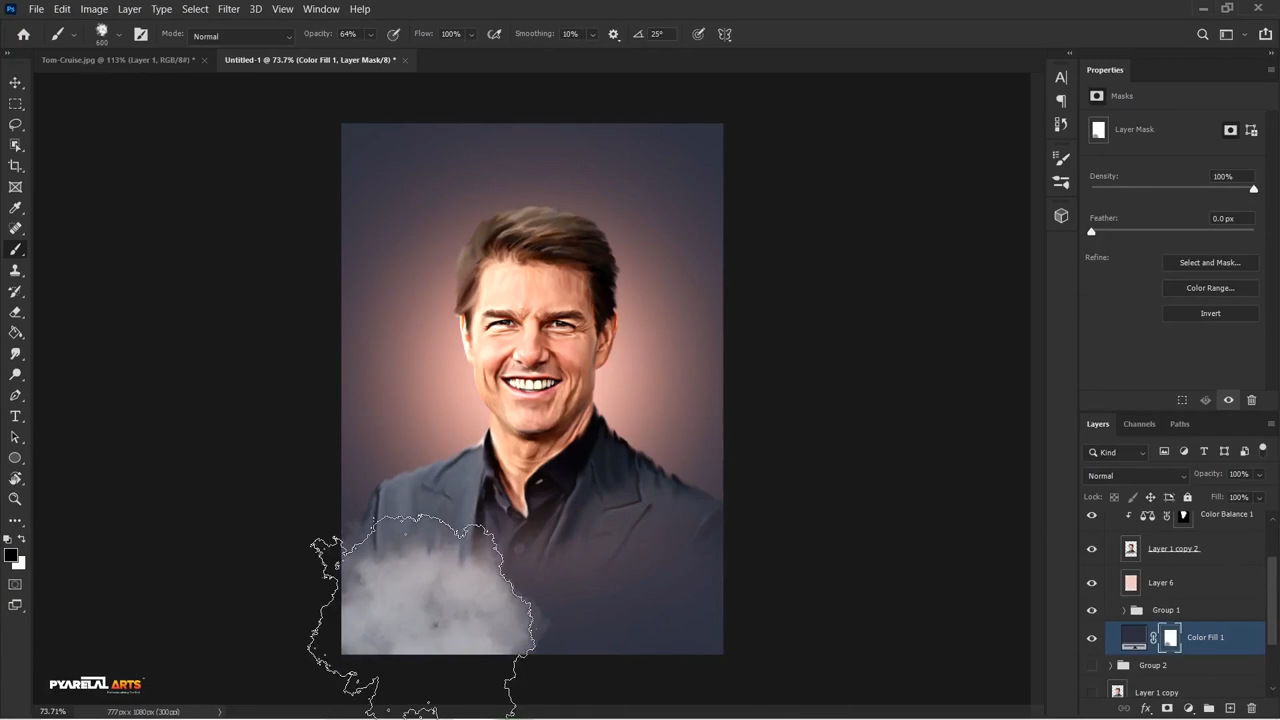 Ps File Edit Image Layer Type Select Filter 3D View Window Help
600 Mode: Normal Opacity: 64% Flow: 100% Smoothing: 10% 25°
Tom-Cruise.jpg @ 113% (Layer 1, RGB/8#) * Untitled-1 @ 73.7% (Color Fill 1, Layer Mask/8) *
Properties
Masks
Layer Mask
Density: 100%
Feather: 0.0 px
Refine: Select and Mask...
Color Range...
Invert
Layers Channels Paths
Kind
Normal Opacity: 100%
Lock: Fill: 100%
Color Balance 1
Layer 1 copy 2
Layer 6
Group 1
Color Fill 1
Group 2
Layer 1 copy
PYARELAL ARTS
73.71% 777 px x 1080 px (300 ppi)